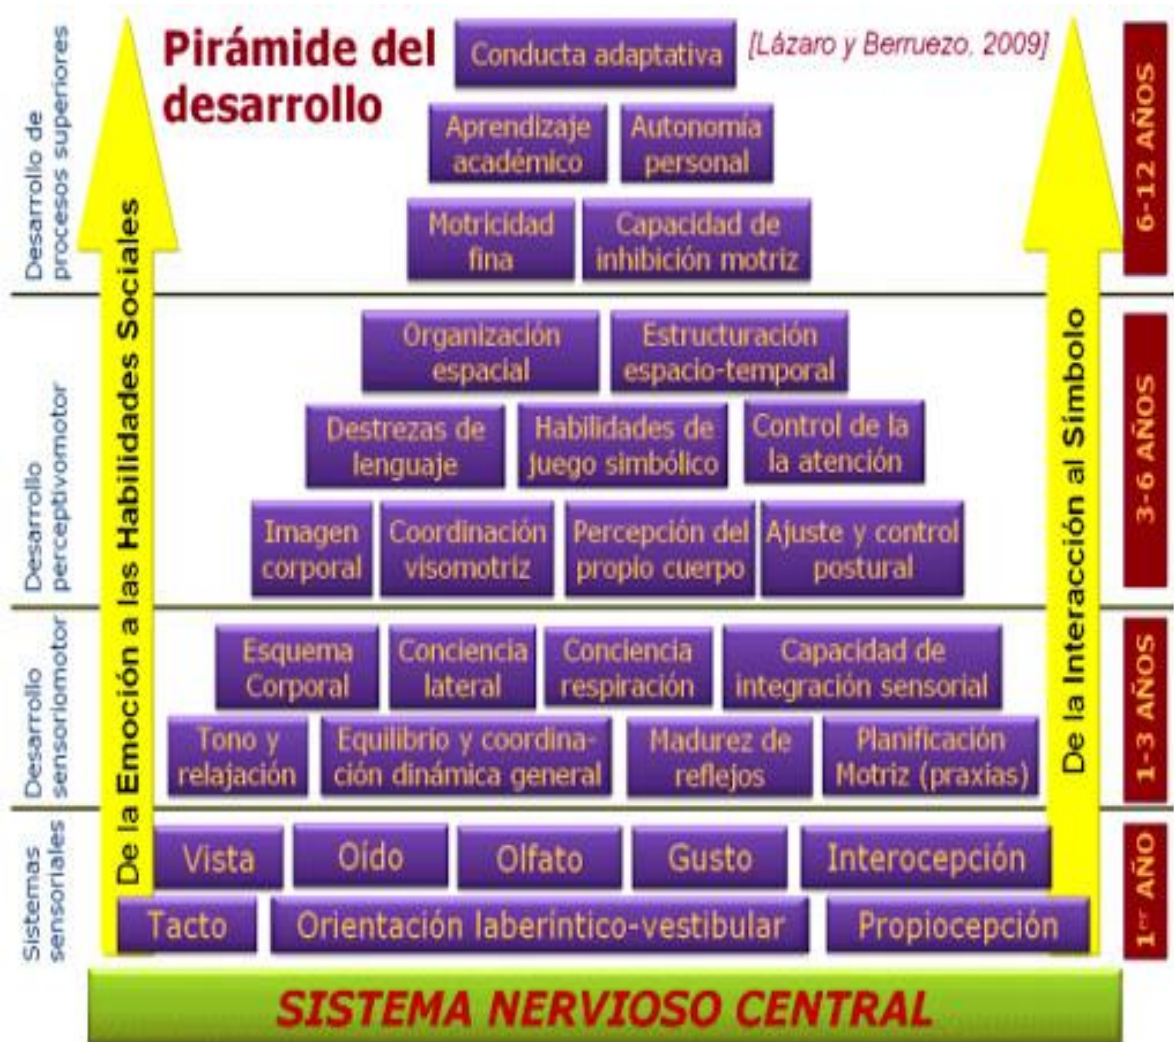 Pirámide del
desarrollo
[Lázaro y Berruezo, 2009]
Conducta adaptativa
Aprendizaje
académico
Autonomía
personal
Motricidad
fina
Capacidad de
inhibición motriz
Desarrollo de
procesos superiores
6-12 AÑOS
Organización
espacial
Estructuración
espacio-temporal
Destrezas de
lenguaje
Habilidades de
juego simbólico
Control de la
la atención
Imagen
corporal
Coordinación
visomotriz
Percepción del
propio cuerpo
Ajuste y control
postural
Desarrollo
perceptivomotor
3-6 AÑOS
Esquema
Corporal
Conciencia
lateral
Conciencia
respiración
Capacidad de
integración sensorial
Tono y
relajación
Equilibrio y coordina-
ción dinámica general
Madurez de
reflejos
Planificación
Motriz (praxias)
Desarrollo
sensoriomotor
1-3 AÑOS
Vista
Oído
Olfato
Gusto
Interocepción
Tacto
Orientación laberíntico-vestibular
Propiocepción
Sistemas
sensoriales
1er AÑO
De la Emoción a las Habilidades Sociales
De la Interacción al Símbolo
SISTEMA NERVIOSO CENTRAL